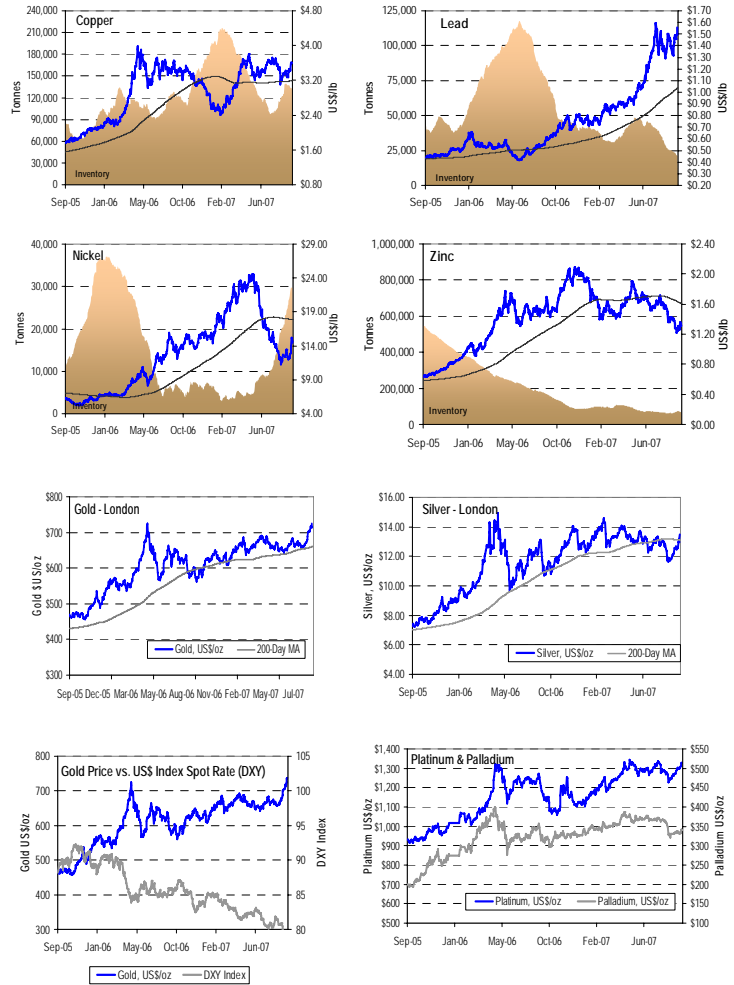 Copper
240,000
210,000
180,000
150,000
120,000
90,000
60,000
30,000
0
Tonnes
$4.80
$4.00
$3.20
$2.40
$1.60
$0.80
US$/lb
Inventory
Sep-05 Jan-06 May-06 Oct-06 Feb-07 Jun-07
Lead
125,000
100,000
75,000
50,000
25,000
0
Tonnes
$1.70
$1.60
$1.50
$1.40
$1.30
$1.20
$1.10
$1.00
$0.90
$0.80
$0.70
$0.60
$0.50
$0.40
$0.30
$0.20
US$/lb
Inventory
Sep-05 Jan-06 May-06 Oct-06 Feb-07 Jun-07
Nickel
40,000
30,000
20,000
10,000
0
Tonnes
$29.00
$24.00
$19.00
$14.00
$9.00
$4.00
US$/lb
Inventory
Sep-05 Jan-06 May-06 Oct-06 Feb-07 Jun-07
Zinc
1,000,000
800,000
600,000
400,000
200,000
0
Tonnes
$2.40
$2.00
$1.60
$1.20
$0.80
$0.40
$0.00
US$/lb
Inventory
Sep-05 Jan-06 May-06 Oct-06 Feb-07 Jun-07
Gold - London
$800
$700
$600
$500
$400
$300
Gold $US/oz
Gold, US$/oz 200-Day MA
Sep-05 Dec-05 Mar-06 May-06 Aug-06 Nov-06 Feb-07 May-07 Jul-07
Silver - London
$16.00
$14.00
$12.00
$10.00
$8.00
$6.00
$4.00
Silver, US$/oz
Silver, US$/oz 200-Day MA
Sep-05 Jan-06 May-06 Oct-06 Feb-07 Jun-07
Gold Price vs. US$ Index Spot Rate (DXY)
800
700
600
500
400
300
Gold US$/oz
105
100
95
90
85
80
DXY Index
Sep-05 Jan-06 May-06 Oct-06 Feb-07 Jun-07
Gold, US$/oz DXY Index
Platinum & Palladium
$1,400
$1,300
$1,200
$1,100
$1,000
$900
$800
$700
$600
$500
Platinum US$/oz
$550
$500
$450
$400
$350
$300
$250
$200
$150
$100
Palladium US$/oz
Platinum, US$/oz Palladium, US$/oz
Sep-05 Jan-06 May-06 Oct-06 Feb-07 Jun-07